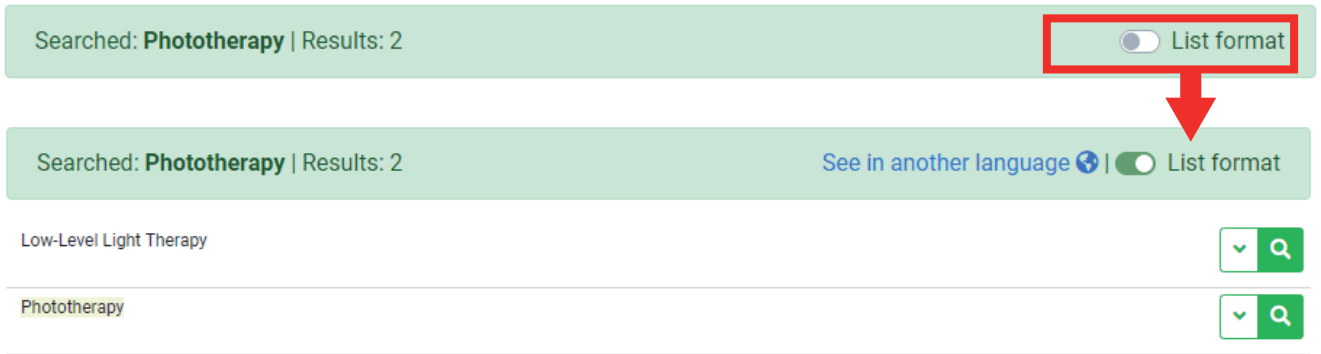 Searched: Phototherapy | Results: 2 List format
Searched: Phototherapy | Results: 2 See in another language | List format
Low-Level Light Therapy
Phototherapy